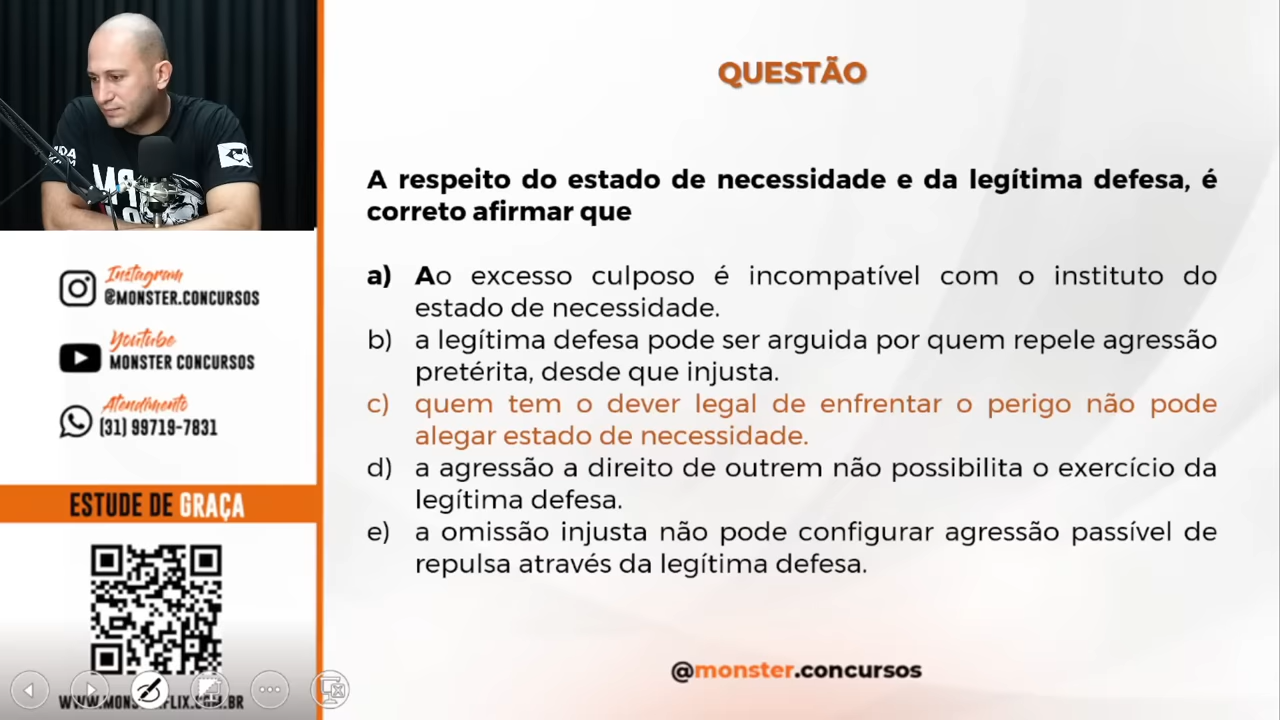 QUESTÃO
A respeito do estado de necessidade e da legítima defesa, é
correto afirmar que
a) Ao excesso culposo é incompatível com o instituto do
estado de necessidade.
b) a legítima defesa pode ser arguida por quem repele agressão
pretérita, desde que injusta.
c) quem tem o dever legal de enfrentar o perigo não pode
alegar estado de necessidade.
d) a agressão a direito de outrem não possibilita o exercício da
legítima defesa.
e) a omissão injusta não pode configurar agressão passível de
repulsa através da legítima defesa.
@monster.concursos
Instagram
@MONSTER.CONCURSOS
Youtube
MONSTER CONCURSOS
Atendimento
(31) 99719-7831
ESTUDE DE GRAÇA